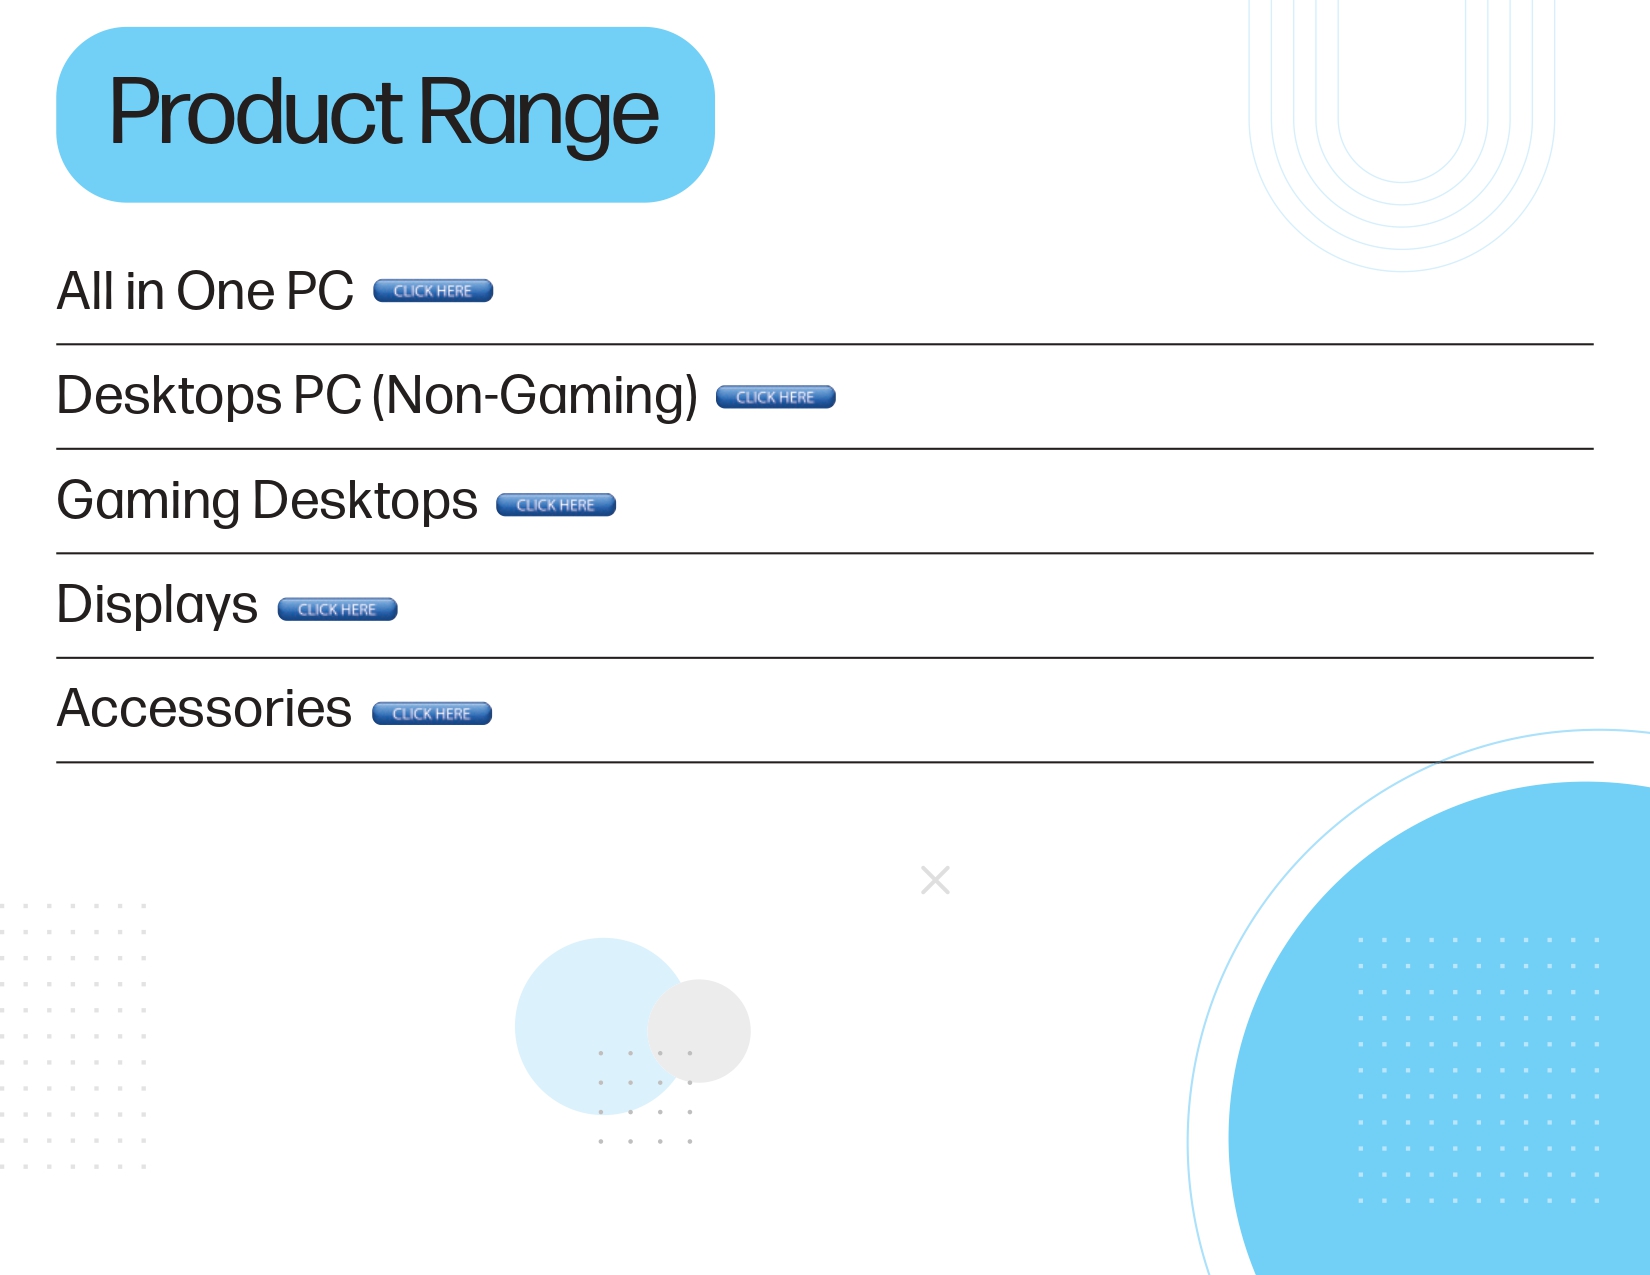 Product Range
All in One PC CLICK HERE
Desktops PC (Non-Gaming) CLICK HERE
Gaming Desktops CLICK HERE
Displays CLICK HERE
Accessories CLICK HERE